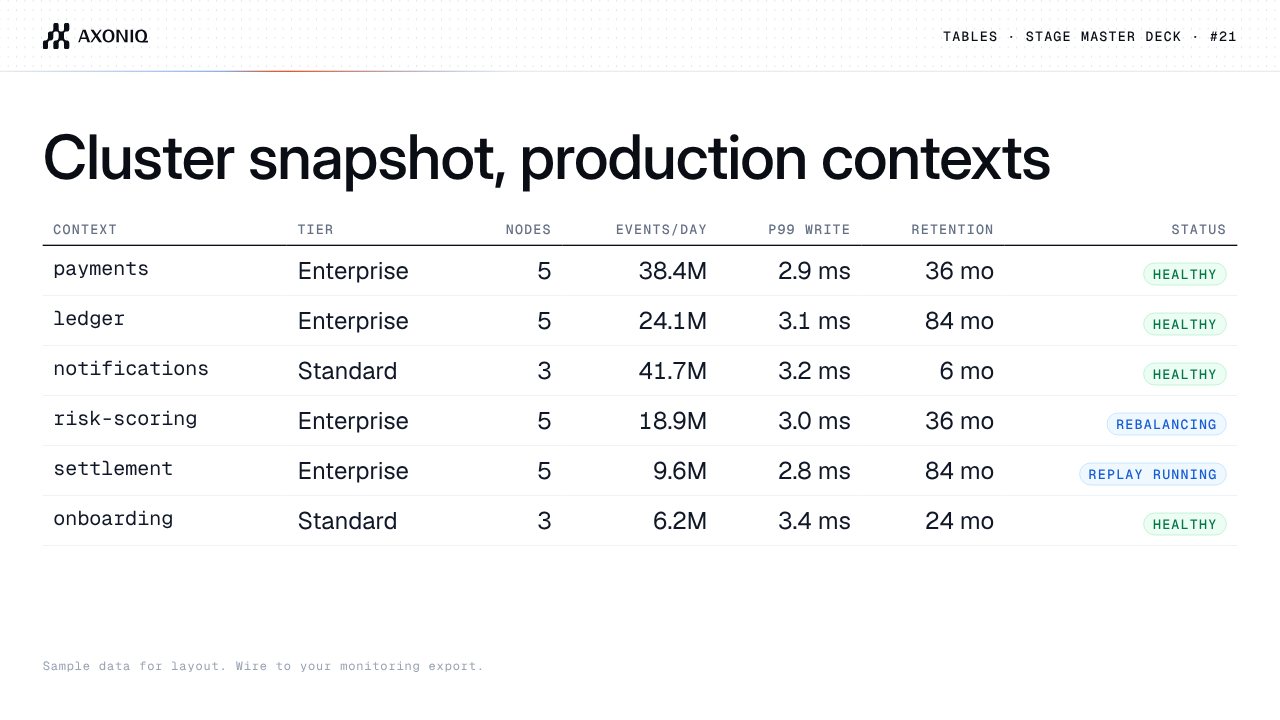 AXONIQ
TABLES · STAGE MASTER DECK · #21
Cluster snapshot, production contexts
CONTEXT TIER NODES EVENTS/DAY P99 WRITE RETENTION STATUS
payments Enterprise 5 38.4M 2.9 ms 36 mo HEALTHY
ledger Enterprise 5 24.1M 3.1 ms 84 mo HEALTHY
notifications Standard 3 41.7M 3.2 ms 6 mo HEALTHY
risk-scoring Enterprise 5 18.9M 3.0 ms 36 mo REBALANCING
settlement Enterprise 5 9.6M 2.8 ms 84 mo REPLAY RUNNING
onboarding Standard 3 6.2M 3.4 ms 24 mo HEALTHY
Sample data for layout. Wire to your monitoring export.